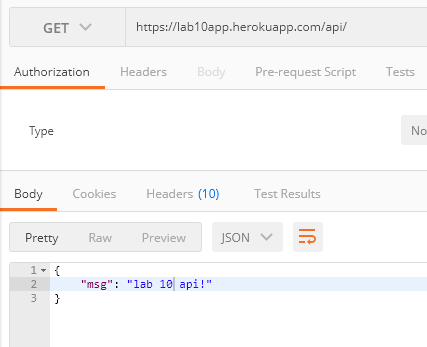 GET https://lab10app.herokuapp.com/api/
Authorization Headers Body Pre-request Script Tests
Type No
Body Cookies Headers (10) Test Results
Pretty Raw Preview JSON
1 {
2 "msg": "lab 10 api!"
3 }